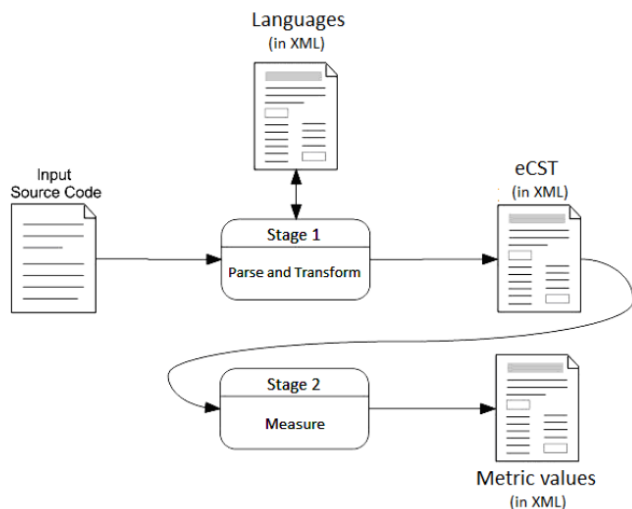 Languages
(in XML)
Input
Source Code
eCST
(in XML)
Stage 1
Parse and Transform
Stage 2
Measure
Metric values
(in XML)